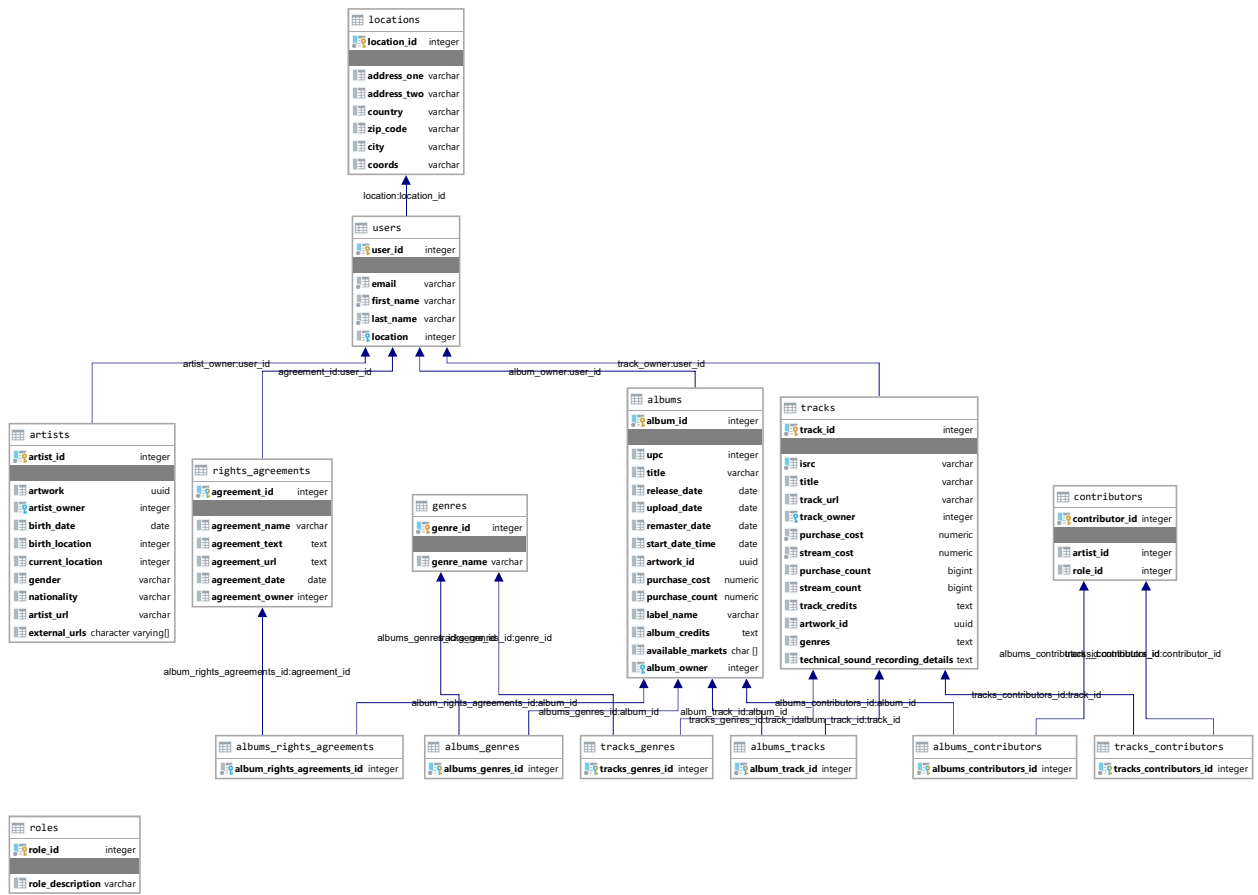 locations
location_id integer
address_one varchar
address_two varchar
country varchar
zip_code varchar
city varchar
coords varchar
location:location_id
users
user_id integer
email varchar
first_name varchar
last_name varchar
location integer
artist_owner:user_id
agreement_id:user_id
album_owner:user_id
track_owner:user_id
artists
artist_id integer
artwork uuid
artist_owner integer
birth_date date
birth_location integer
current_location integer
gender varchar
nationality varchar
artist_url varchar
external_urls character varying[]
rights_agreements
agreement_id integer
agreement_name varchar
agreement_text text
agreement_url text
agreement_date date
agreement_owner integer
genres
genre_id integer
genre_name varchar
albums
album_id integer
upc integer
title varchar
release_date date
upload_date date
remaster_date date
start_date_time date
artwork_id uuid
purchase_cost numeric
purchase_count numeric
label_name varchar
album_credits text
available_markets char []
album_owner integer
tracks
track_id integer
isrc varchar
title varchar
track_url varchar
track_owner integer
purchase_cost numeric
stream_cost numeric
purchase_count bigint
stream_count bigint
track_credits text
artwork_id uuid
genres text
technical_sound_recording_details text
contributors
contributor_id integer
artist_id integer
role_id integer
album_rights_agreements_id:agreement_id
album_rights_agreements_id:album_id
albums_genres_id:album_id
album_track_id:album_id
tracks_genres_id:track_id
album_track_id:track_id
albums_contributors_id:album_id
tracks_contributors_id:track_id
albums_rights_agreements
album_rights_agreements_id integer
albums_genres
albums_genres_id integer
tracks_genres
tracks_genres_id integer
albums_tracks
album_track_id integer
albums_contributors
albums_contributors_id integer
tracks_contributors
tracks_contributors_id integer
roles
role_id integer
role_description varchar